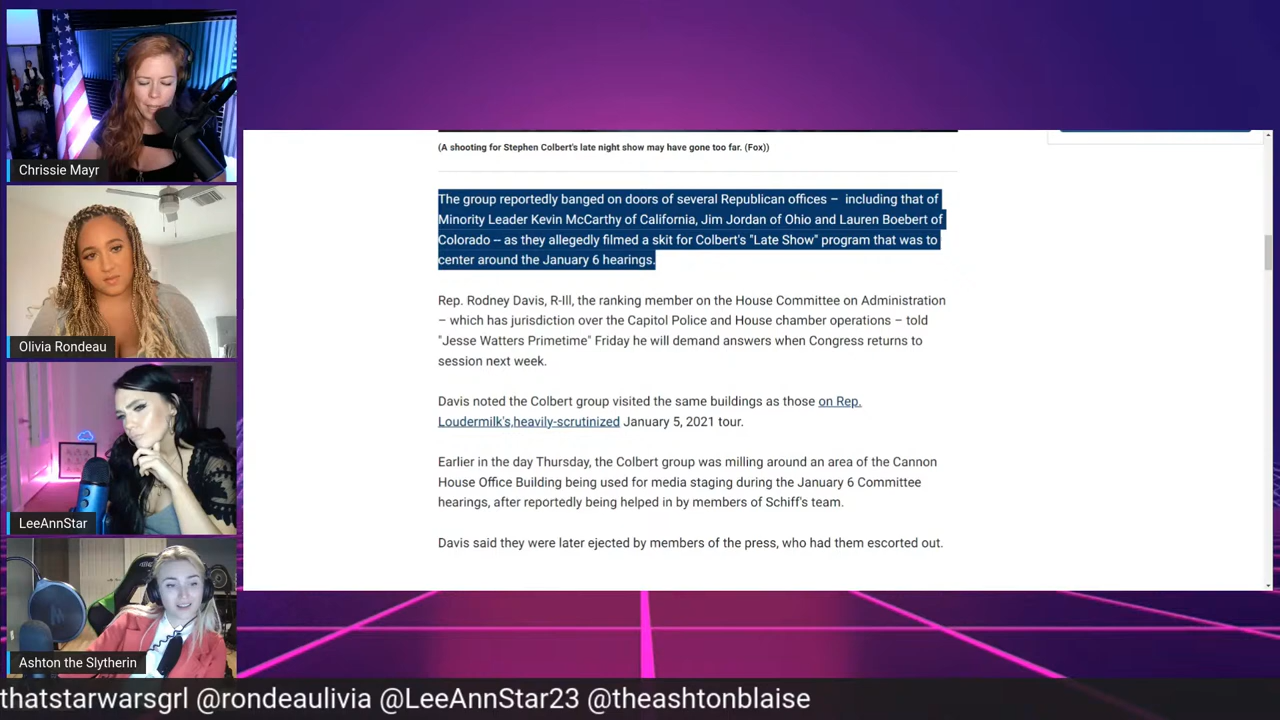 Chrissie Mayr
Olivia Rondeau
LeeAnnStar
Ashton the Slytherin
(A shooting for Stephen Colbert's late night show may have gone too far. (Fox))
The group reportedly banged on doors of several Republican offices – including that of
Minority Leader Kevin McCarthy of California, Jim Jordan of Ohio and Lauren Boebert of
Colorado -- as they allegedly filmed a skit for Colbert's "Late Show" program that was to
center around the January 6 hearings.
Rep. Rodney Davis, R-Ill, the ranking member on the House Committee on Administration
– which has jurisdiction over the Capitol Police and House chamber operations – told
"Jesse Watters Primetime" Friday he will demand answers when Congress returns to
session next week.
Davis noted the Colbert group visited the same buildings as those on Rep.
Loudermilk's,heavily-scrutinized January 5, 2021 tour.
Earlier in the day Thursday, the Colbert group was milling around an area of the Cannon
House Office Building being used for media staging during the January 6 Committee
hearings, after reportedly being helped in by members of Schiff's team.
Davis said they were later ejected by members of the press, who had them escorted out.
thatstarwarsgrl @rondeaulivia @LeeAnnStar23 @theashtonblaise